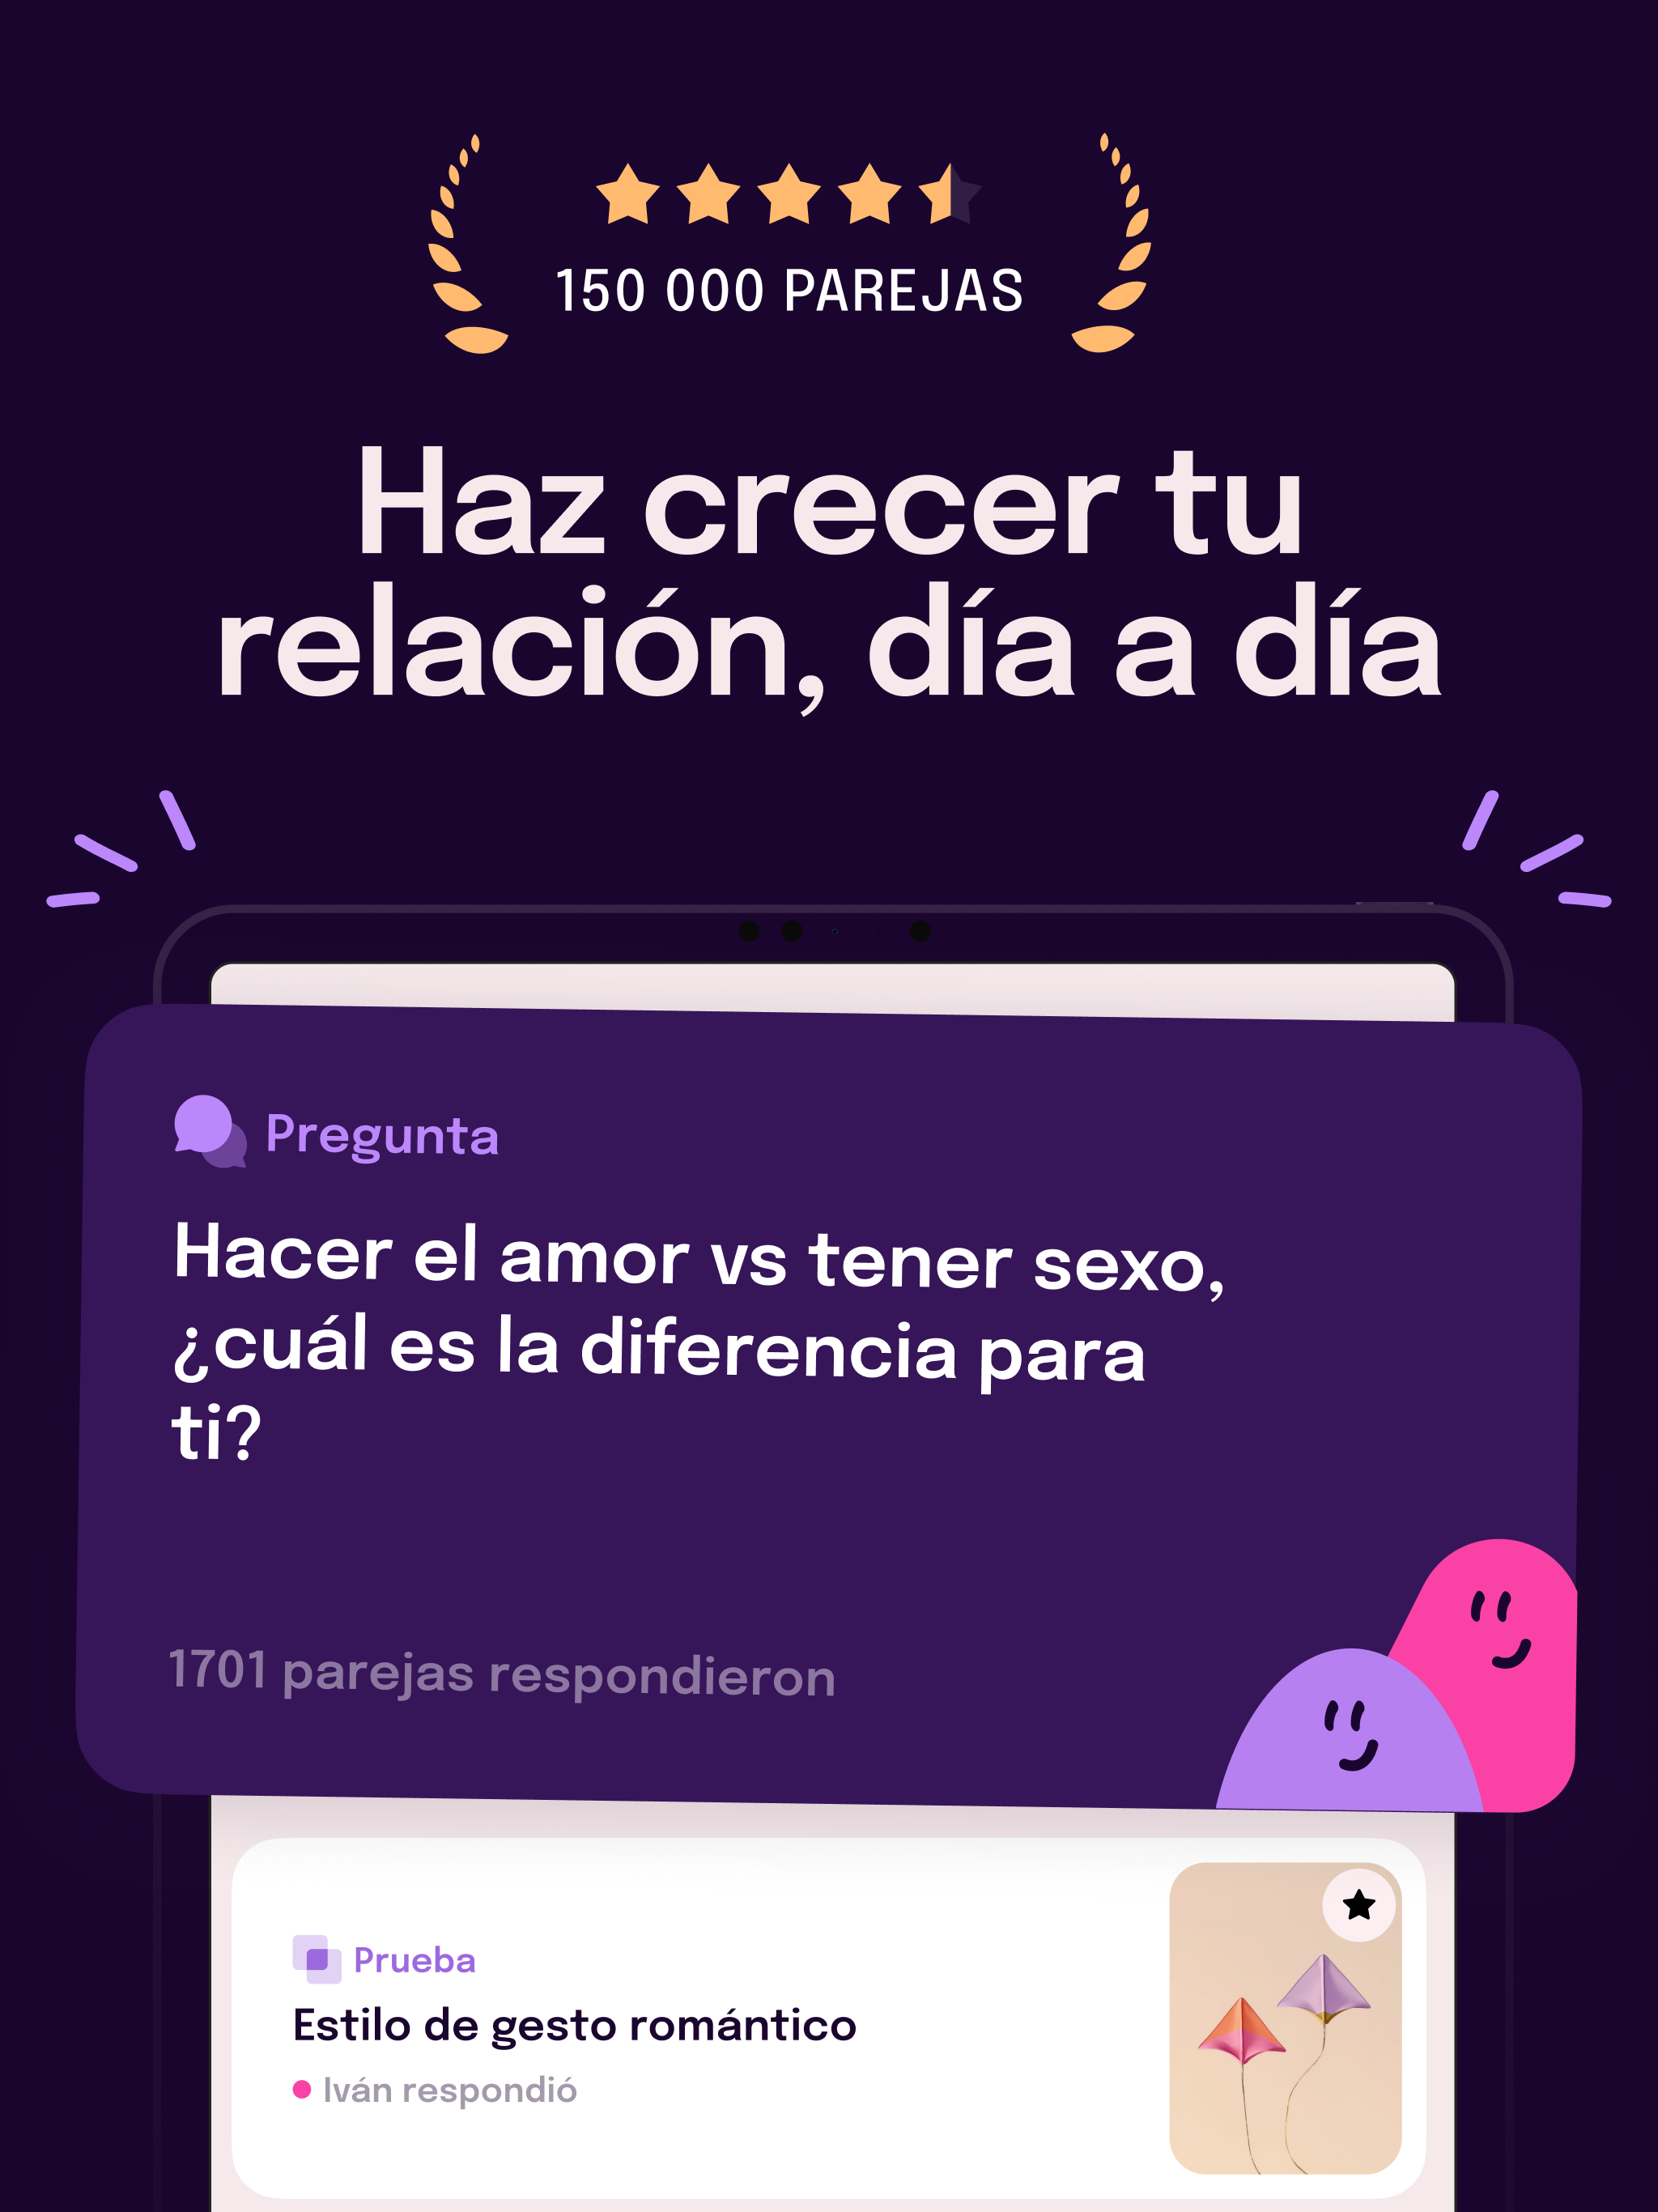 150 000 PAREJAS
Haz crecer tu
relación, día a día
Pregunta
Hacer el amor vs tener sexo,
¿cuál es la diferencia para
ti?
1701 parejas respondieron
Prueba
Estilo de gesto romántico
Iván respondió